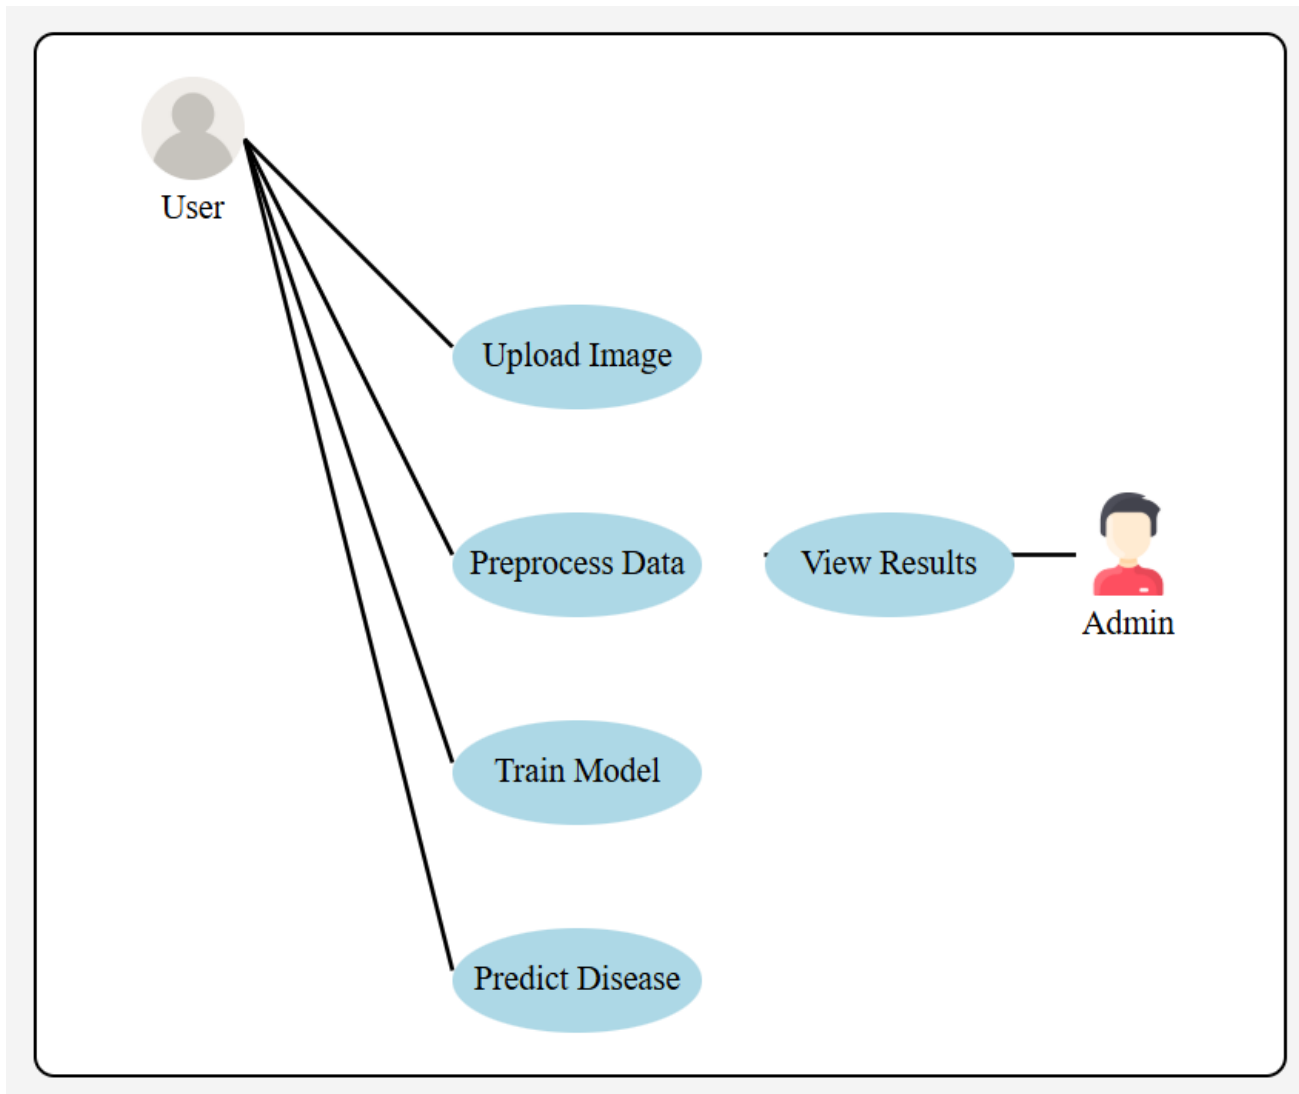 User
Upload Image
Preprocess Data
View Results
Admin
Train Model
Predict Disease